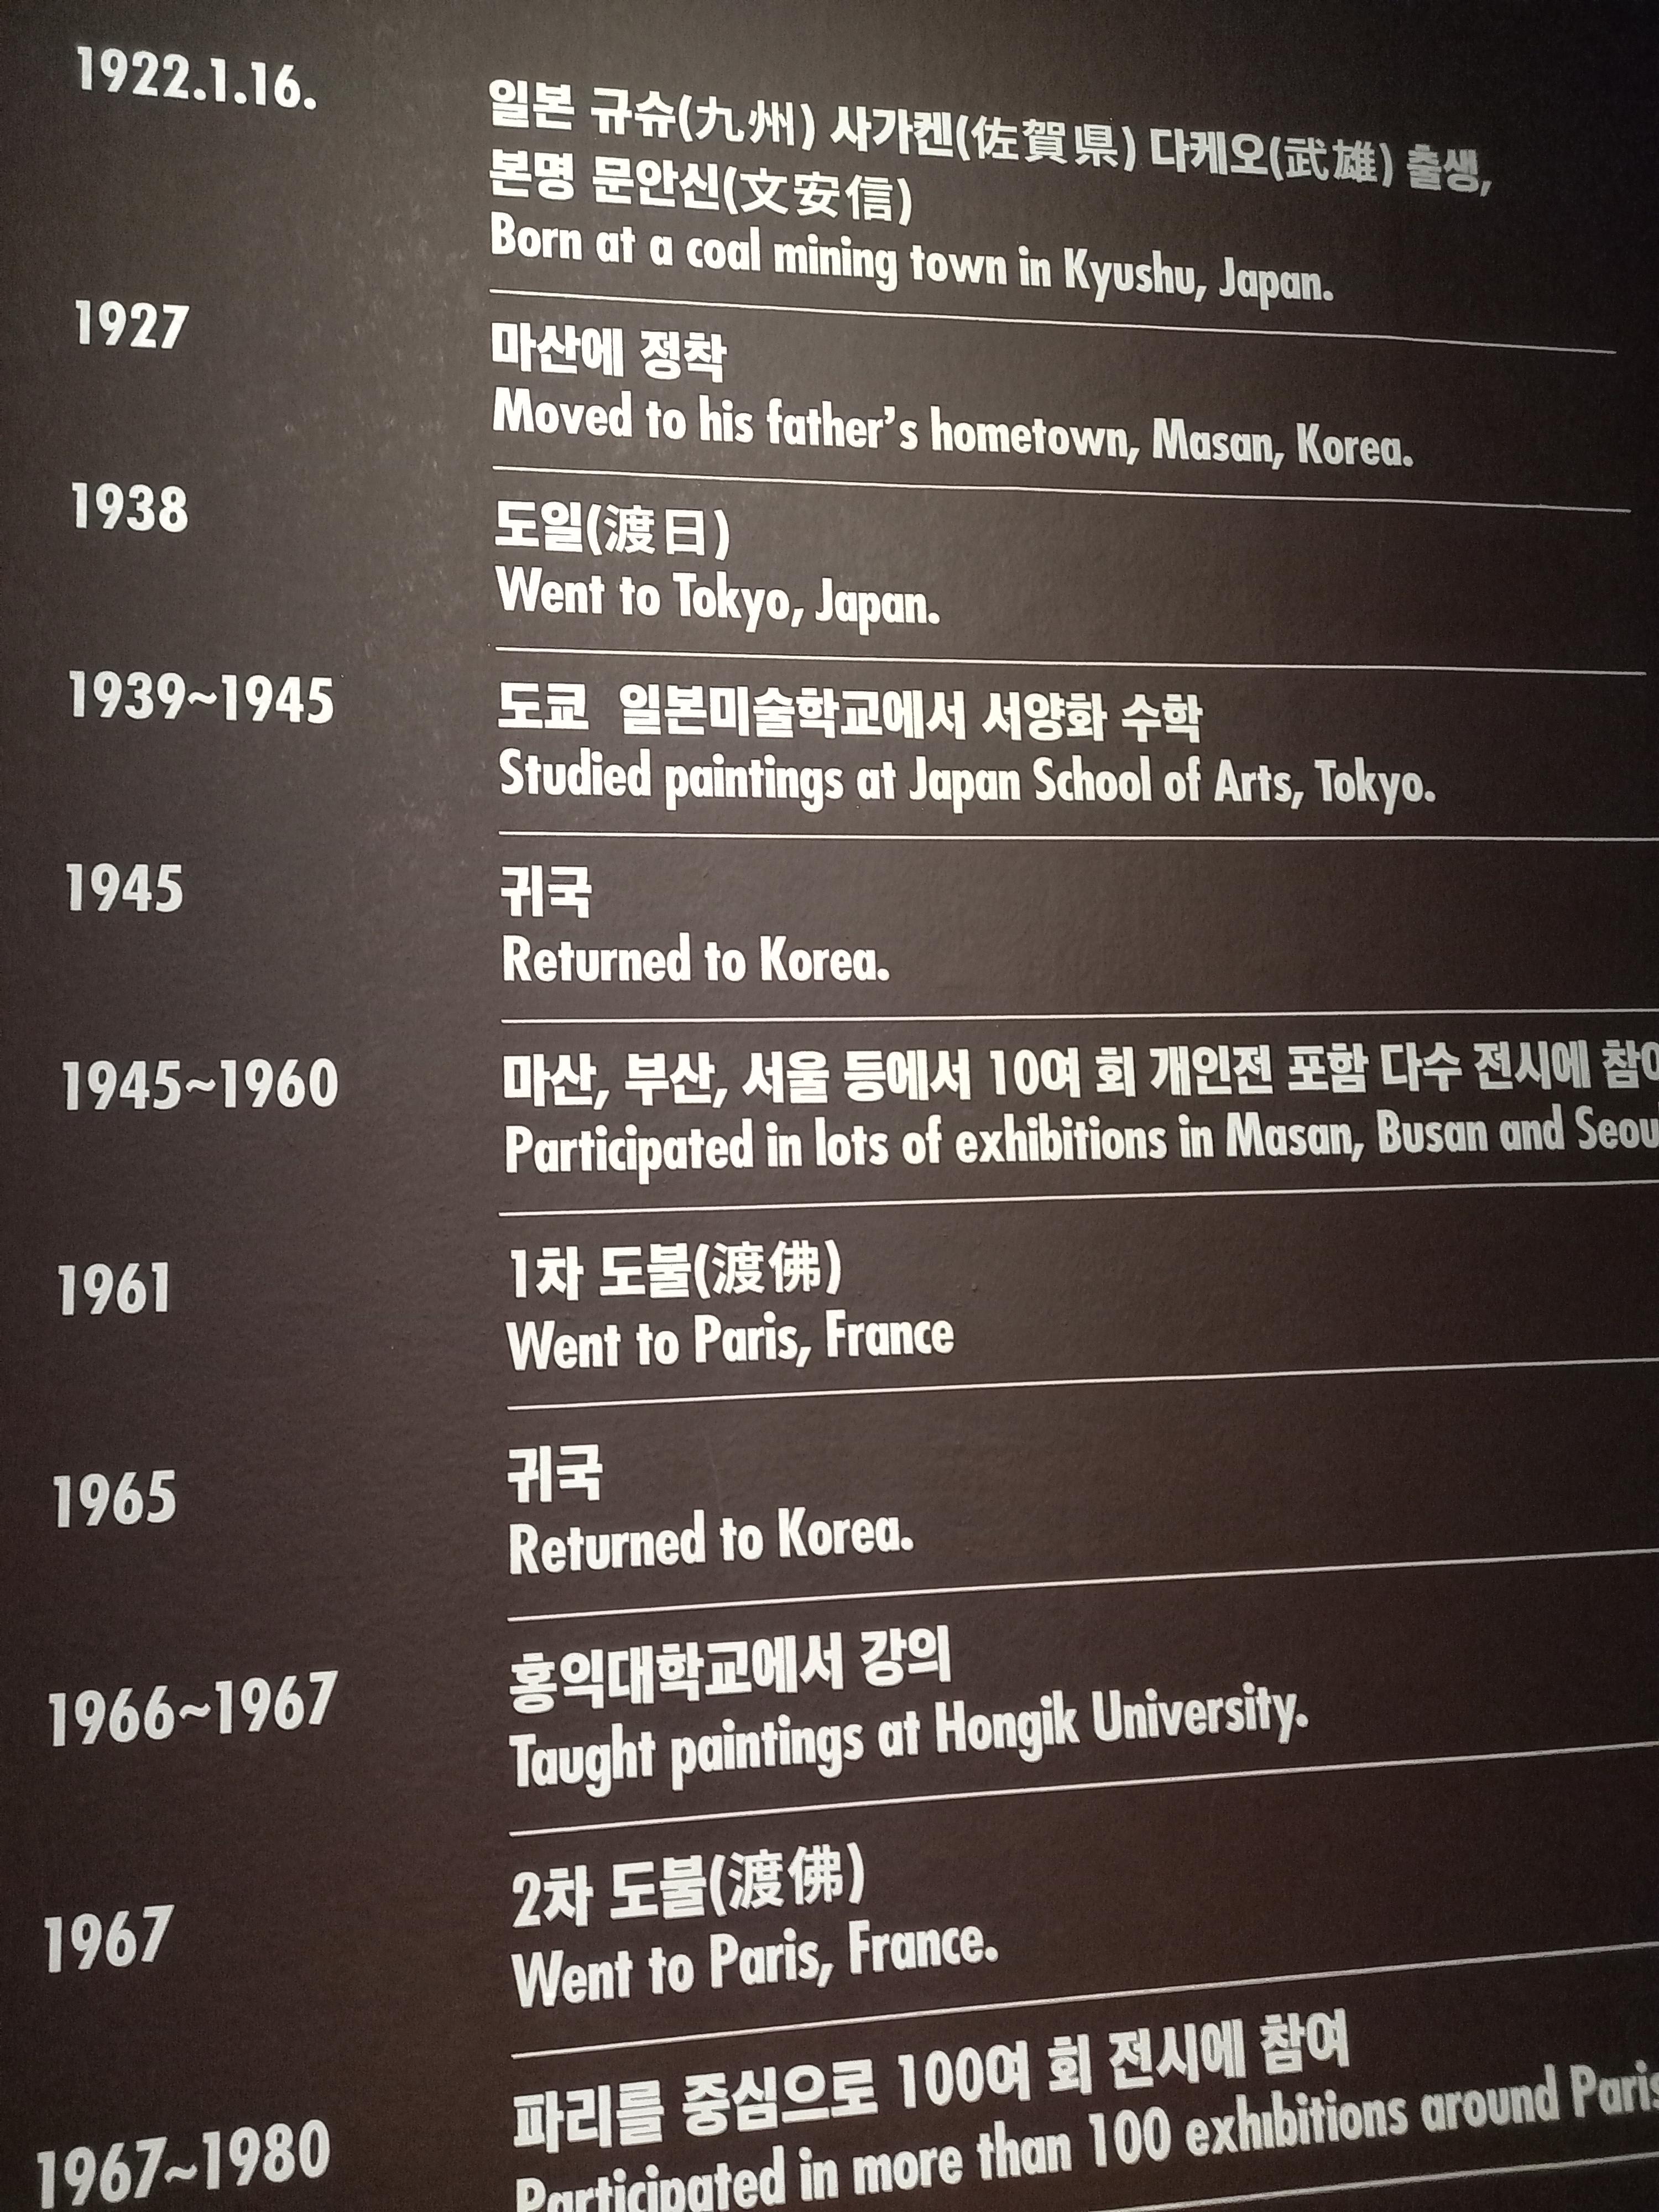 1922.1.16.
일본 규슈(九州) 사가켄(佐賀県) 다케오(武雄) 출생,
본명 문안신(文安信)
Born at a coal mining town in Kyushu, Japan.
1927
마산에 정착
Moved to his father’s hometown, Masan, Korea.
1938
도일(渡日)
Went to Tokyo, Japan.
1939~1945
도쿄 일본미술학교에서 서양화 수학
Studied paintings at Japan School of Arts, Tokyo.
1945
귀국
Returned to Korea.
1945~1960
마산, 부산, 서울 등에서 10여 회 개인전 포함 다수 전시에
Participated in lots of exhibitions in Masan, Busan and
1961
1차 도불(渡佛)
Went to Paris, France
1965
귀국
Returned to Korea.
1966~1967
홍익대학교에서 강의
Taught paintings at Hongik University.
1967
2차 도불(渡佛)
Went to Paris, France.
1967~1980
파리를 중심으로 100여 회 전시에 참여
Participated in more than 100 exhibitions around Paris